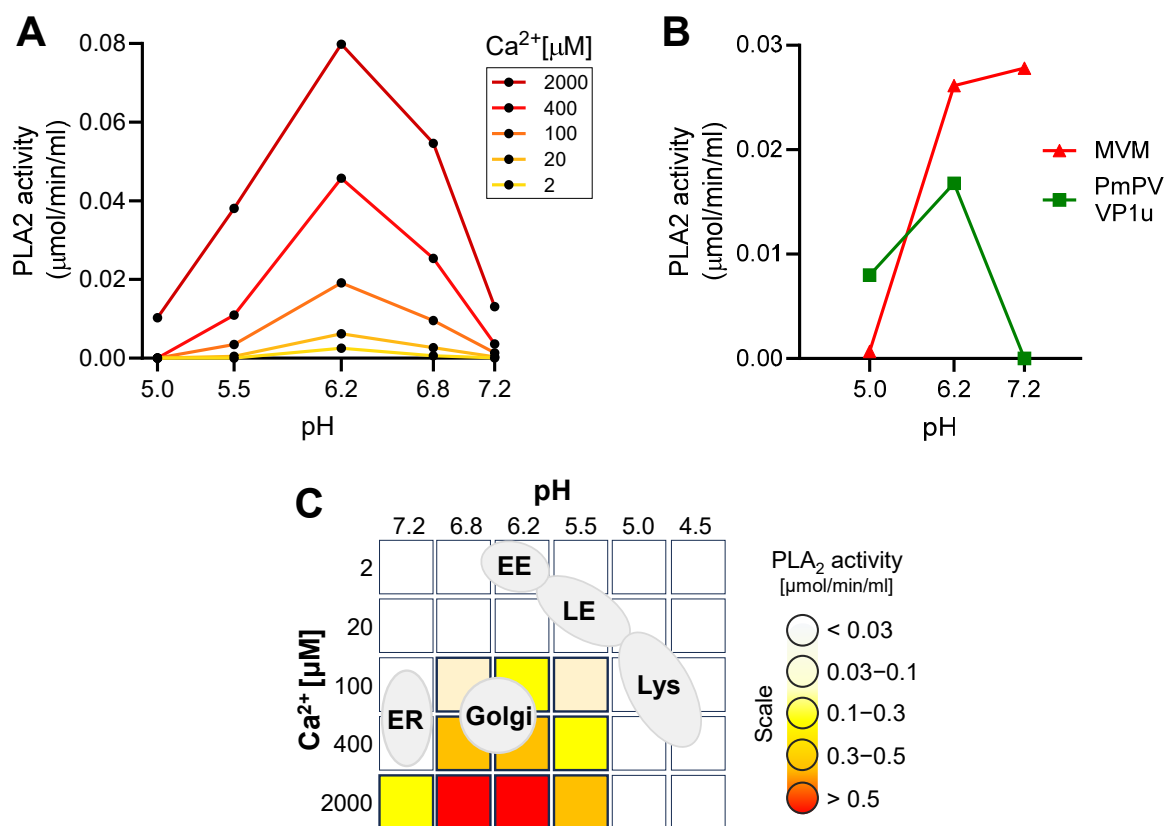 A
PLA2 activity
(μmol/min/ml)
0.08
0.06
0.04
0.02
0.00
5.0 5.5 6.2 6.8 7.2
pH
Ca²⁺[μM]
2000
400
100
20
2
B
PLA2 activity
(μmol/min/ml)
0.03
0.02
0.01
0.00
5.0 6.2 7.2
pH
MVM
PmPV
VP1u
C
pH
7.2 6.8 6.2 5.5 5.0 4.5
Ca²⁺ [μM]
2
20
100
400
2000
EE
LE
Lys
ER
Golgi
PLA₂ activity
[μmol/min/ml]
Scale
< 0.03
0.03–0.1
0.1–0.3
0.3–0.5
> 0.5